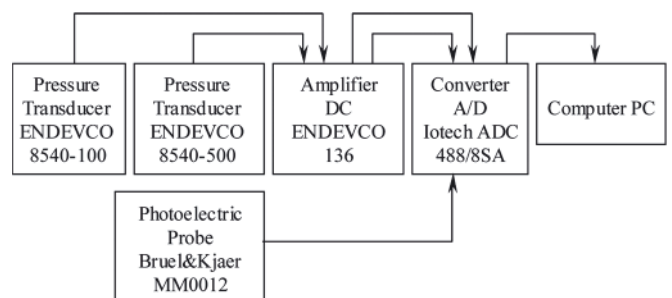 Pressure
Transducer
ENDEVCO
8540-100
Pressure
Transducer
ENDEVCO
8540-500
Amplifier
DC
ENDEVCO
136
Converter
A/D
Iotech ADC
488/8SA
Computer PC
Photoelectric
Probe
Bruel&Kjaer
MM0012